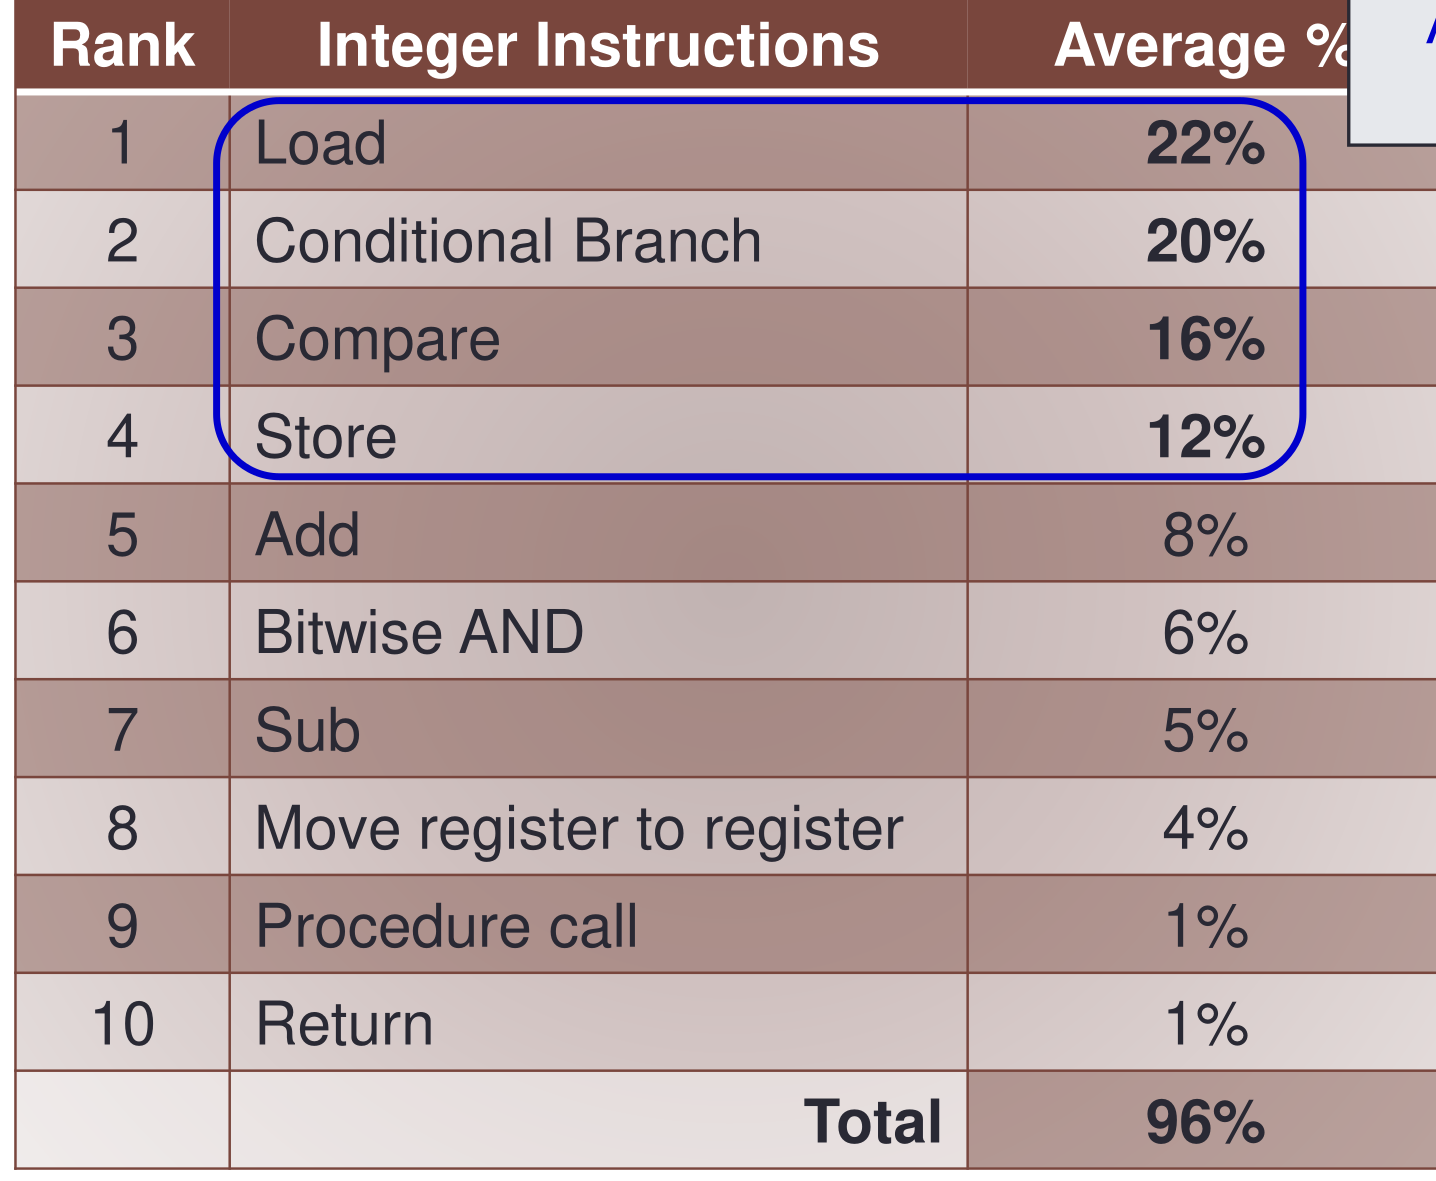 Rank Integer Instructions Average %
1 Load 22%
2 Conditional Branch 20%
3 Compare 16%
4 Store 12%
5 Add 8%
6 Bitwise AND 6%
7 Sub 5%
8 Move register to register 4%
9 Procedure call 1%
10 Return 1%
Total 96%